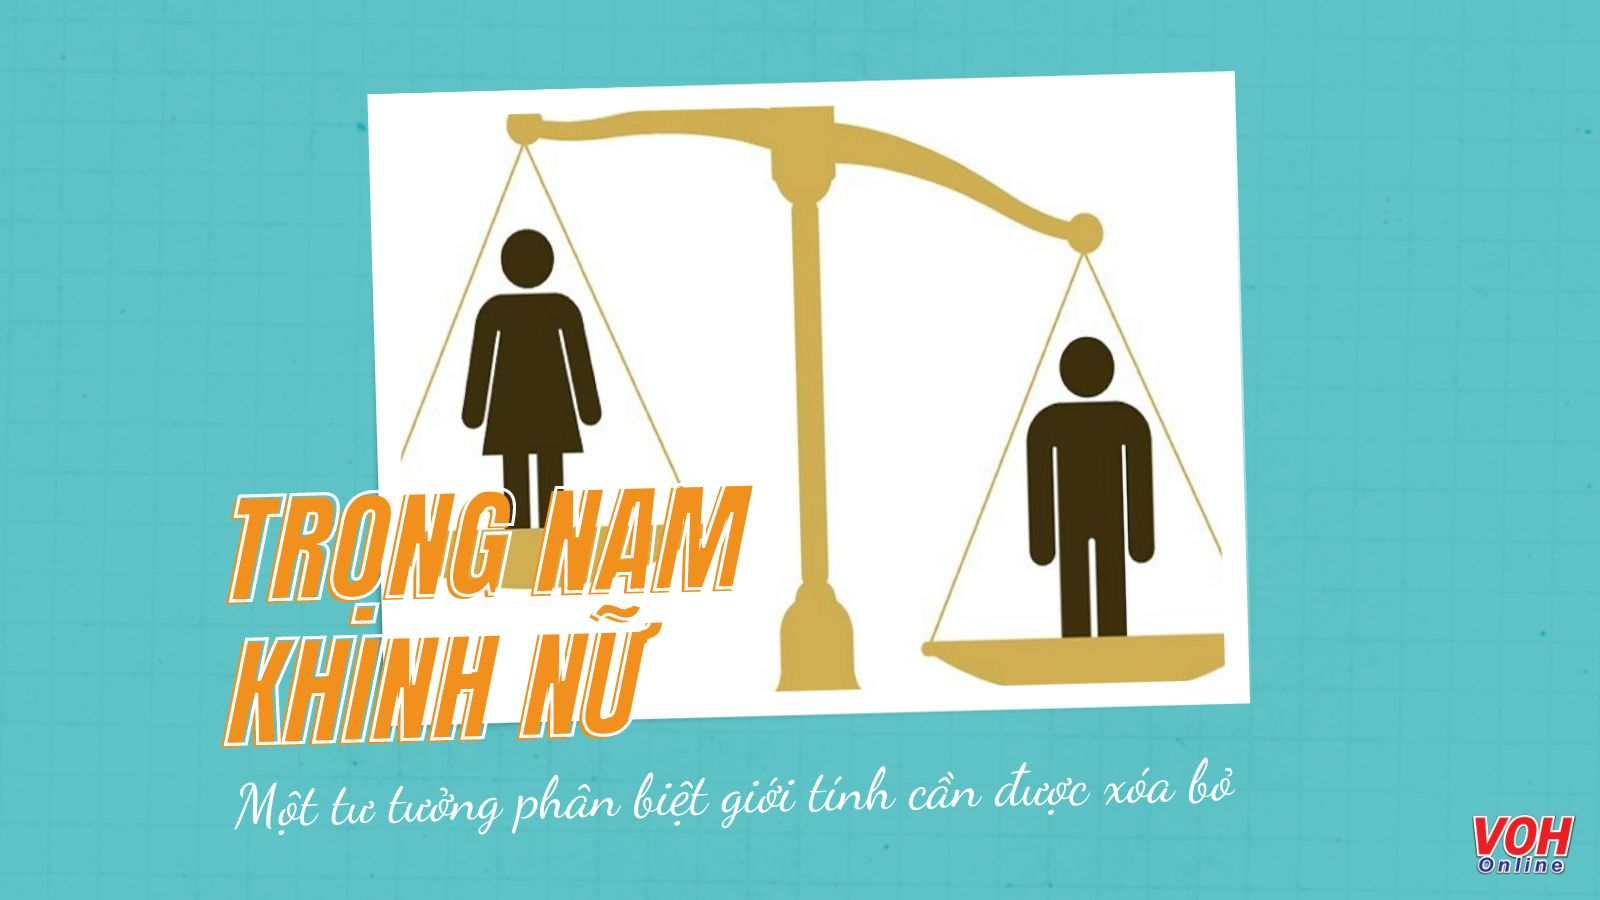 TRỌNG NAM
KHINH NỮ
Một tư tưởng phân biệt giới tính cần được xóa bỏ
VOH
Online